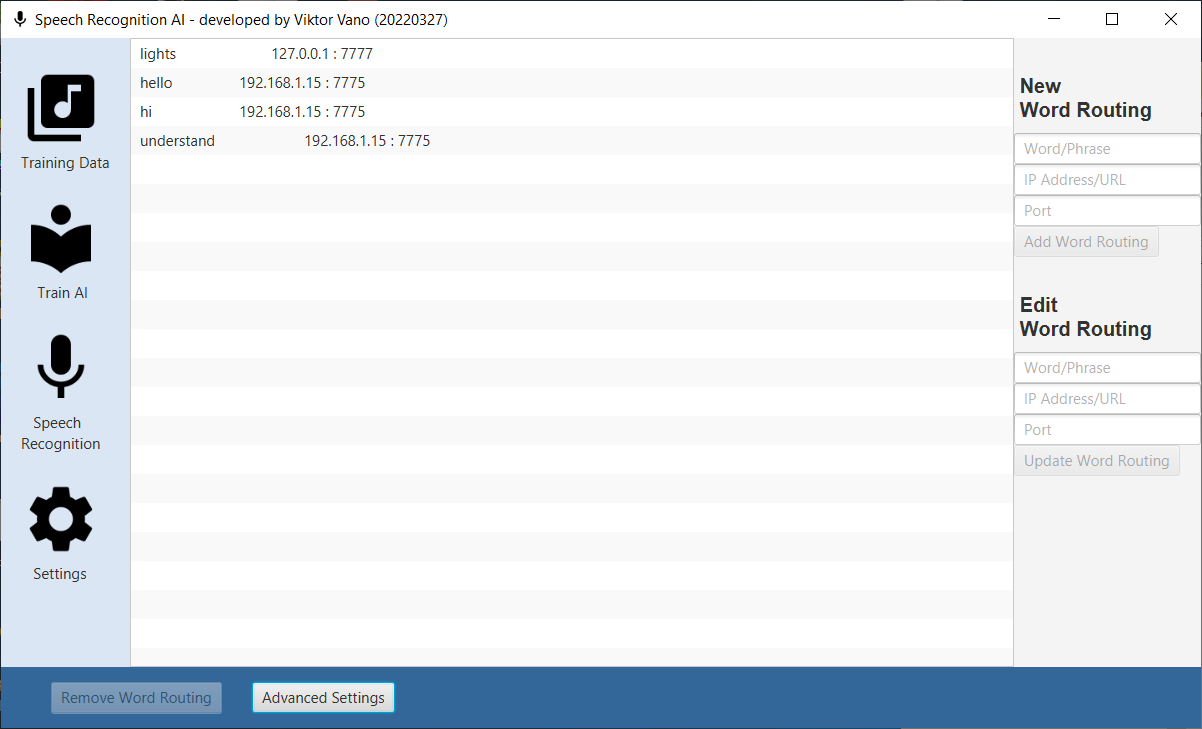 Speech Recognition AI - developed by Viktor Vano (20220327)
Training Data
Train AI
Speech
Recognition
Settings
lights 127.0.0.1 : 7777
hello 192.168.1.15 : 7775
hi 192.168.1.15 : 7775
understand 192.168.1.15 : 7775
New
Word Routing
Word/Phrase
IP Address/URL
Port
Add Word Routing
Edit
Word Routing
Word/Phrase
IP Address/URL
Port
Update Word Routing
Remove Word Routing
Advanced Settings